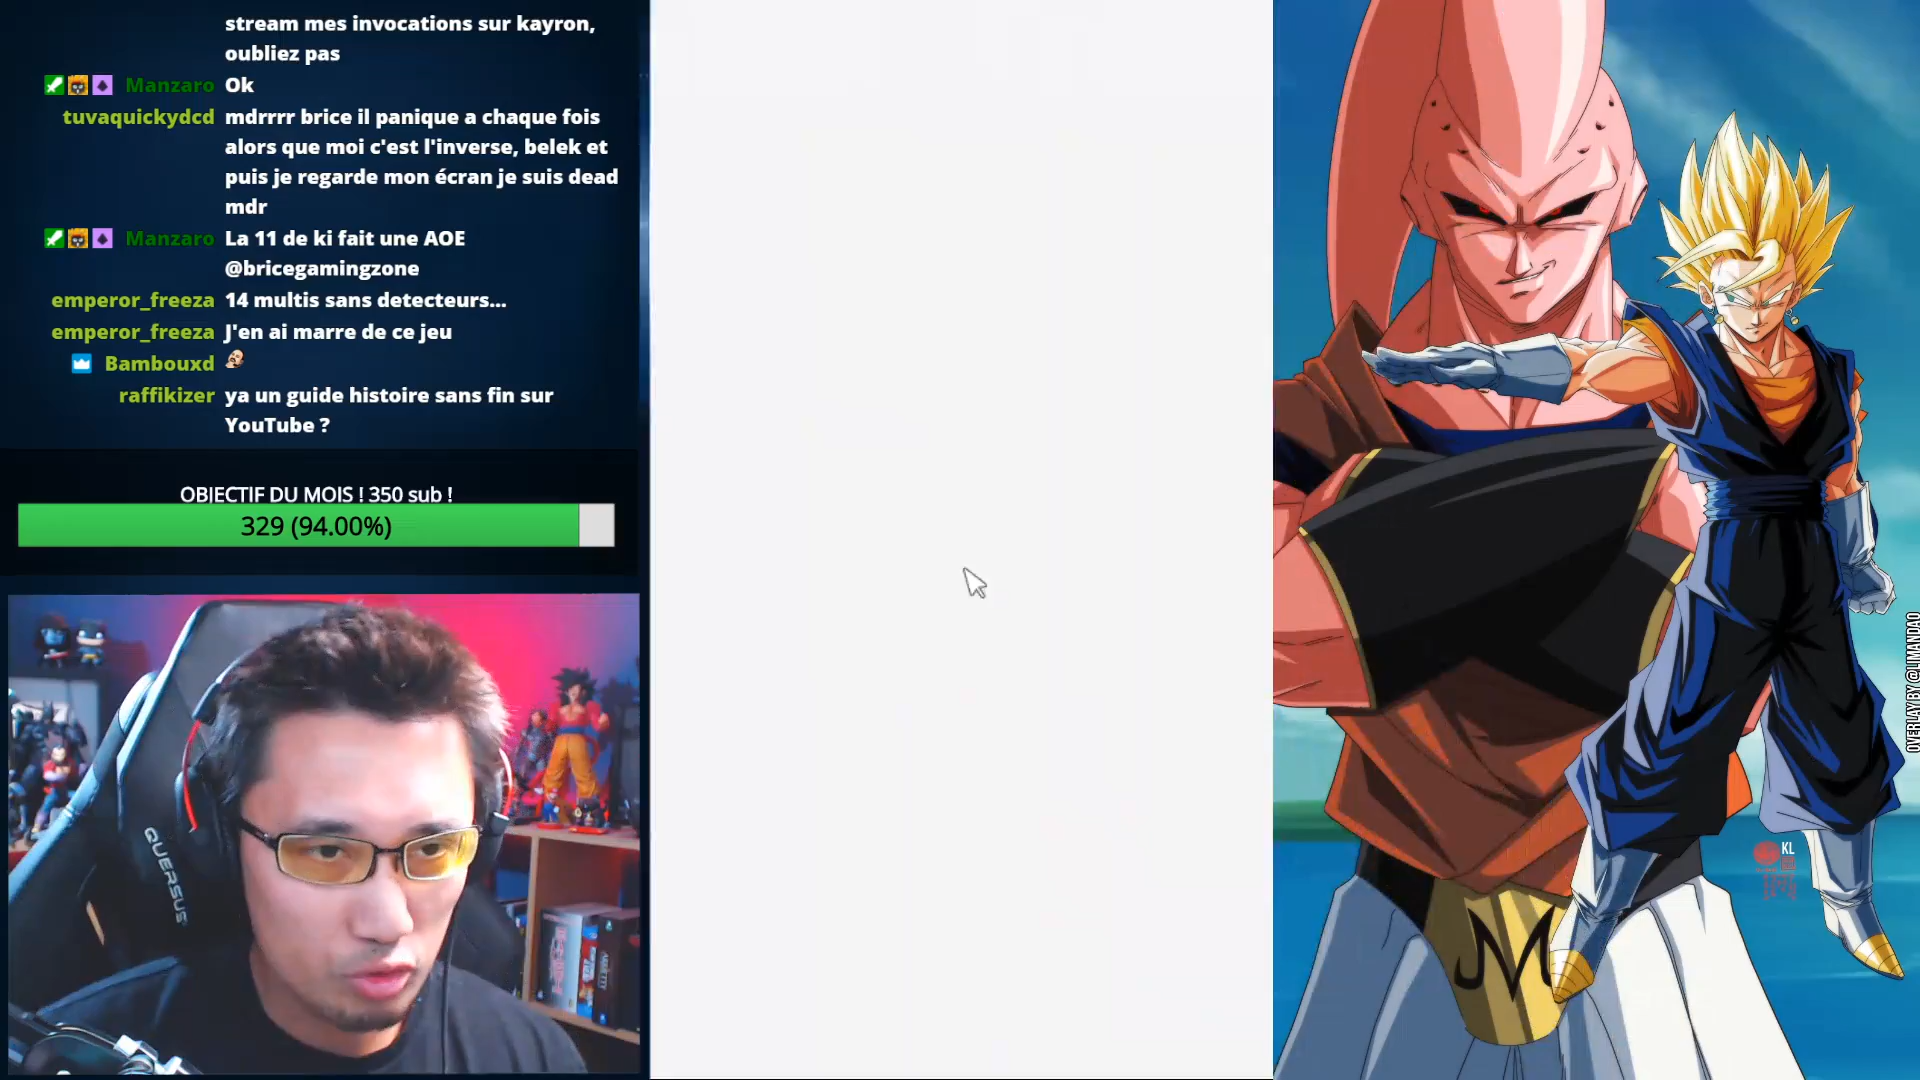 stream mes invocations sur kayron,
oubliez pas
Manzaro Ok
tuvaquickydcd mdrrrr brice il panique a chaque fois
alors que moi c'est l'inverse, belek et
puis je regarde mon écran je suis dead
mdr
Manzaro La 11 de ki fait une AOE
@bricegamingzone
emperor_freeza 14 multis sans detecteurs...
emperor_freeza J'en ai marre de ce jeu
Bambouxd
raffikizer ya un guide histoire sans fin sur
YouTube ?
OBJECTIF DU MOIS ! 350 sub !
329 (94.00%)
QUERSUS
M
KL
OVERLAY BY @LLMANDAO